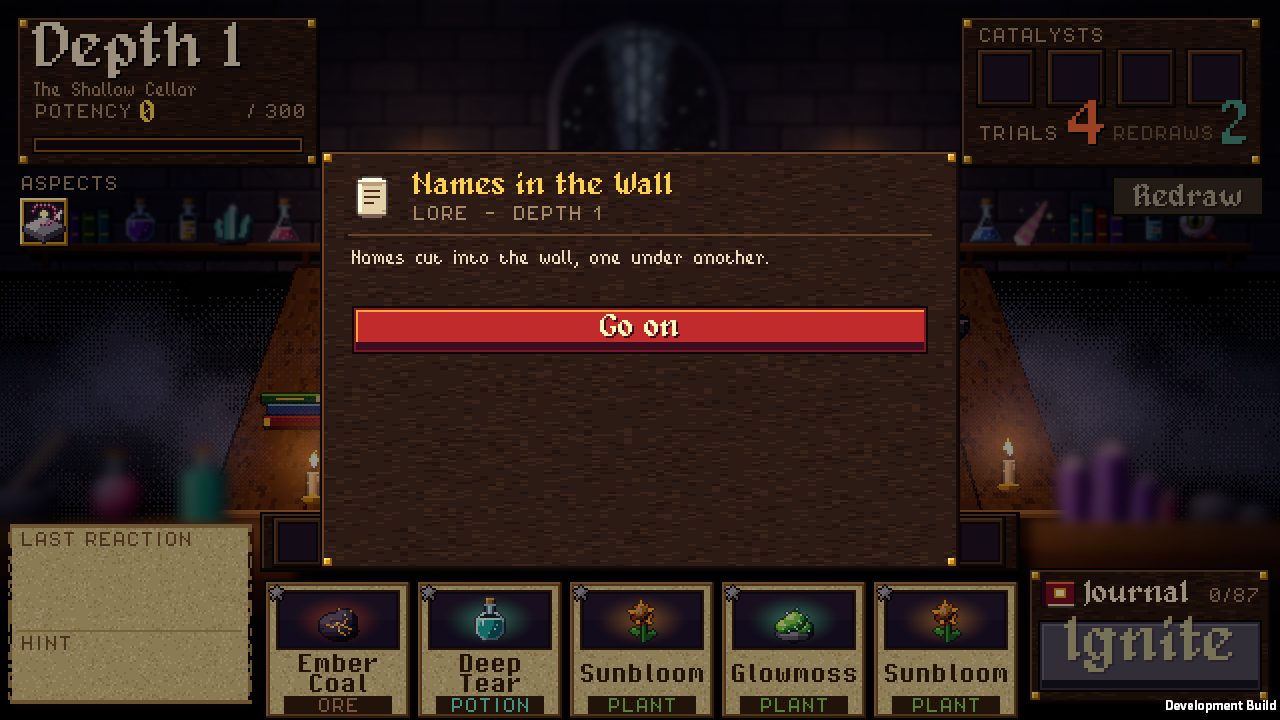 Depth 1
The Shallow Cellar
POTENCY 0 / 300
ASPECTS
CATALYSTS
TRIALS 4 REDRAWS 2
Redraw
Names in the Wall
LORE - DEPTH 1
Names cut into the wall, one under another.
Go on
LAST REACTION
HINT
Ember Coal
ORE
Deep Tear
POTION
Sunbloom
PLANT
Glowmoss
PLANT
Sunbloom
PLANT
Journal 0/87
Ignite
Development Build